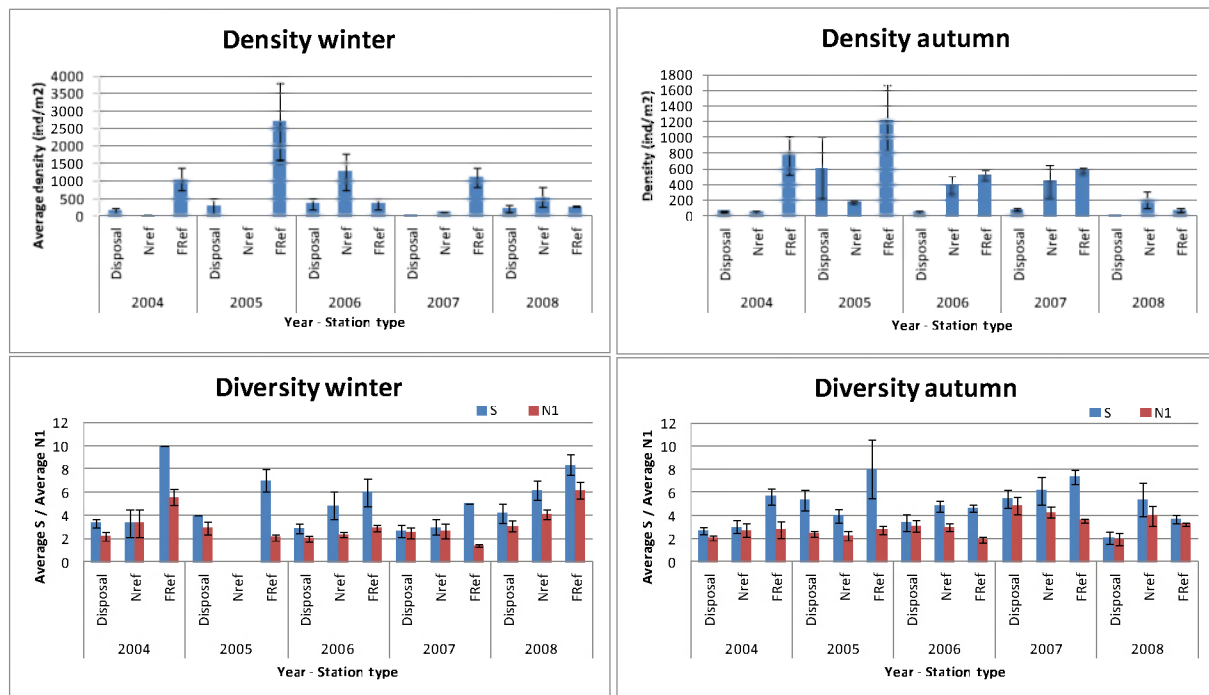 Density winter
Average density (ind/m2)
4000
3500
3000
2500
2000
1500
1000
500
0
Disposal Nref FRef Disposal Nref FRef Disposal Nref FRef Disposal Nref FRef Disposal Nref FRef
2004 2005 2006 2007 2008
Year - Station type
Density autumn
Density (ind/m2)
1800
1600
1400
1200
1000
800
600
400
200
0
Disposal Nref FRef Disposal Nref FRef Disposal Nref FRef Disposal Nref FRef Disposal Nref FRef
2004 2005 2006 2007 2008
Year - Station type
Diversity winter
S N1
Average S / Average N1
12
10
8
6
4
2
0
Disposal Nref FRef Disposal Nref FRef Disposal Nref FRef Disposal Nref FRef Disposal Nref FRef
2004 2005 2006 2007 2008
Year - Station type
Diversity autumn
S N1
Average S / Average N1
12
10
8
6
4
2
0
Disposal Nref FRef Disposal Nref FRef Disposal Nref FRef Disposal Nref FRef Disposal Nref FRef
2004 2005 2006 2007 2008
Year - Station type